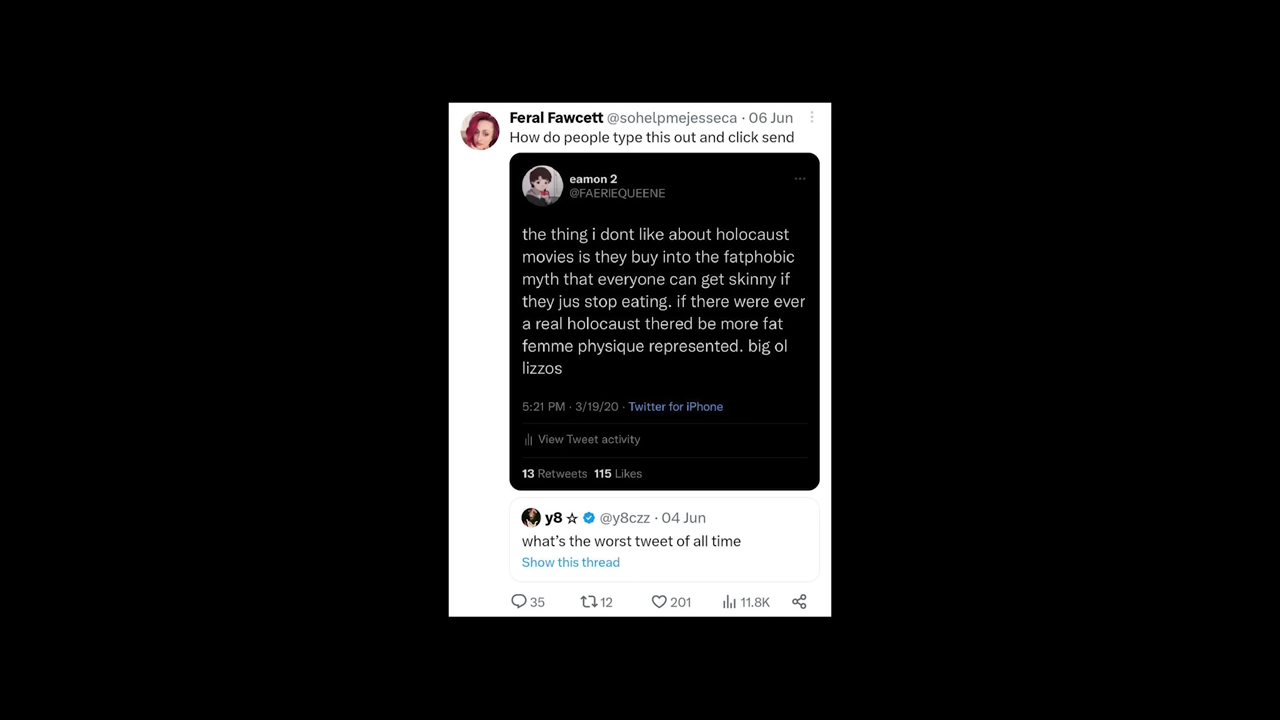 Feral Fawcett @sohelpmejesseca · 06 Jun
How do people type this out and click send
eamon 2
@FAERIEQUEENE
the thing i dont like about holocaust
movies is they buy into the fatphobic
myth that everyone can get skinny if
they jus stop eating. if there were ever
a real holocaust thered be more fat
femme physique represented. big ol
lizzos
5:21 PM · 3/19/20 · Twitter for iPhone
View Tweet activity
13 Retweets 115 Likes
y8 ☆ @y8czz · 04 Jun
what's the worst tweet of all time
Show this thread
35 12 201 11.8K